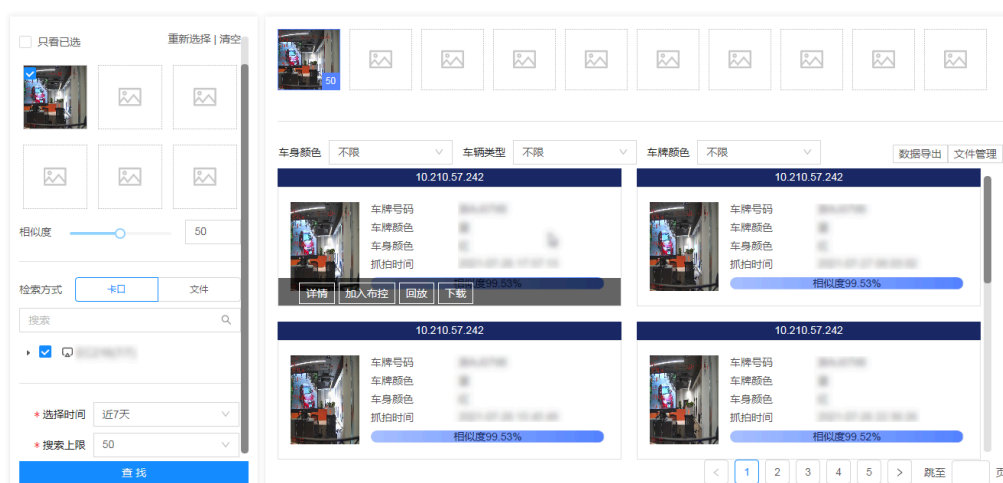 只看已选
重新选择 | 清空
50
相似度
50
检索方式
卡口
文件
搜索
* 选择时间
近7天
* 搜索上限
50
查 找
车身颜色
不限
车辆类型
不限
车牌颜色
不限
数据导出
文件管理
10.210.57.242
车牌号码
车牌颜色
车身颜色
抓拍时间
相似度99.53%
详情
加入布控
回放
下载
10.210.57.242
车牌号码
车牌颜色
车身颜色
抓拍时间
相似度99.53%
10.210.57.242
车牌号码
车牌颜色
车身颜色
抓拍时间
相似度99.53%
10.210.57.242
车牌号码
车牌颜色
车身颜色
抓拍时间
相似度99.52%
< 1 2 3 4 5 > 跳至 页